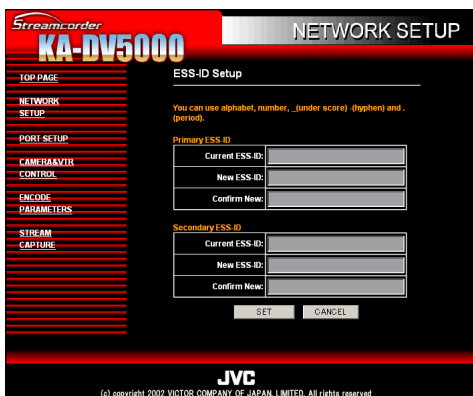 Streamcorder
KA-DV5000
NETWORK SETUP
TOP PAGE
NETWORK
SETUP
PORT SETUP
CAMERA&VTR
CONTROL
ENCODE
PARAMETERS
STREAM
CAPTURE
ESS-ID Setup
You can use alphabet, number, _(under score) -(hyphen) and .
(period).
Primary ESS-ID
Current ESS-ID:
New ESS-ID:
Confirm New:
Secondary ESS-ID
Current ESS-ID:
New ESS-ID:
Confirm New:
SET CANCEL
JVC
(c) copyright 2002 VICTOR COMPANY OF JAPAN, LIMITED. All rights reserved